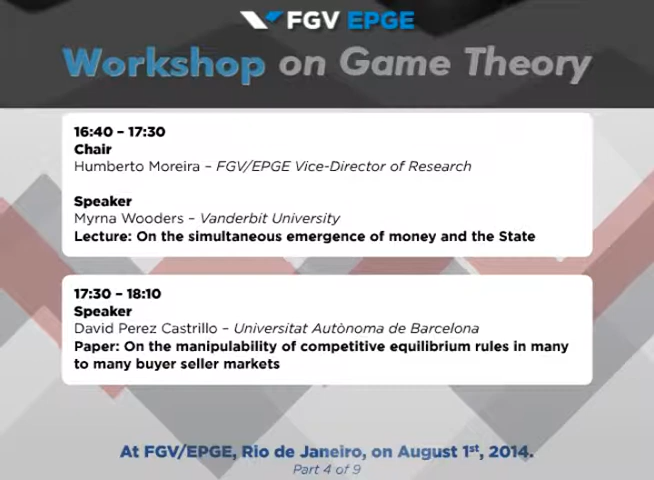 FGV EPGE
Workshop on Game Theory
16:40 – 17:30
Chair
Humberto Moreira – FGV/EPGE Vice-Director of Research
Speaker
Myrna Wooders – Vanderbit University
Lecture: On the simultaneous emergence of money and the State
17:30 – 18:10
Speaker
David Perez Castrillo – Universitat Autònoma de Barcelona
Paper: On the manipulability of competitive equilibrium rules in many
to many buyer seller markets
At FGV/EPGE, Rio de Janeiro, on August 1st, 2014.
Part 4 of 9